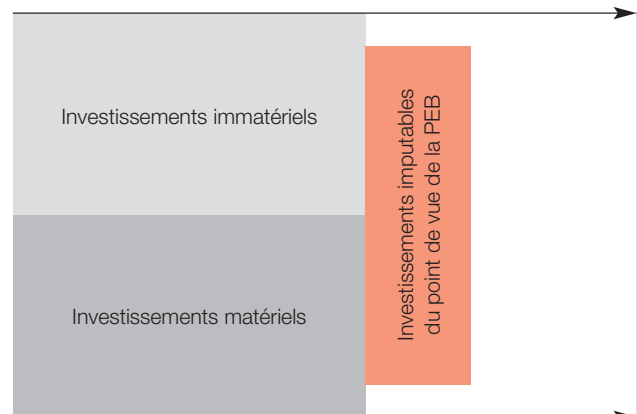 Investissements immatériels
Investissements imputables
du point de vue de la PEB
Investissements matériels